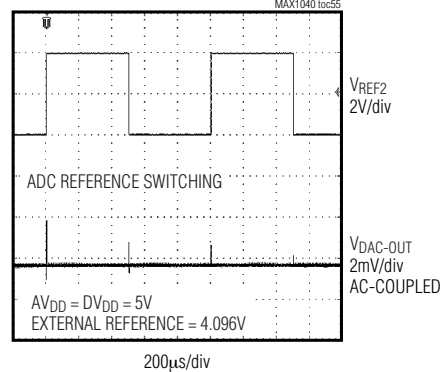 MAX1040 toc55
VREF2
2V/div
ADC REFERENCE SWITCHING
VDAC-OUT
2mV/div
AC-COUPLED
AVDD = DVDD = 5V
EXTERNAL REFERENCE = 4.096V
200μs/div